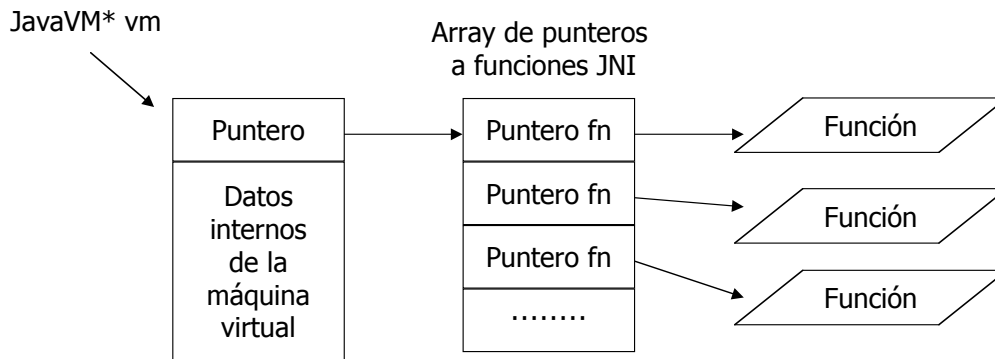 JavaVM* vm
Array de punteros
a funciones JNI
Puntero
Datos
internos
de la
máquina
virtual
Puntero fn
Puntero fn
Puntero fn
........
Función
Función
Función